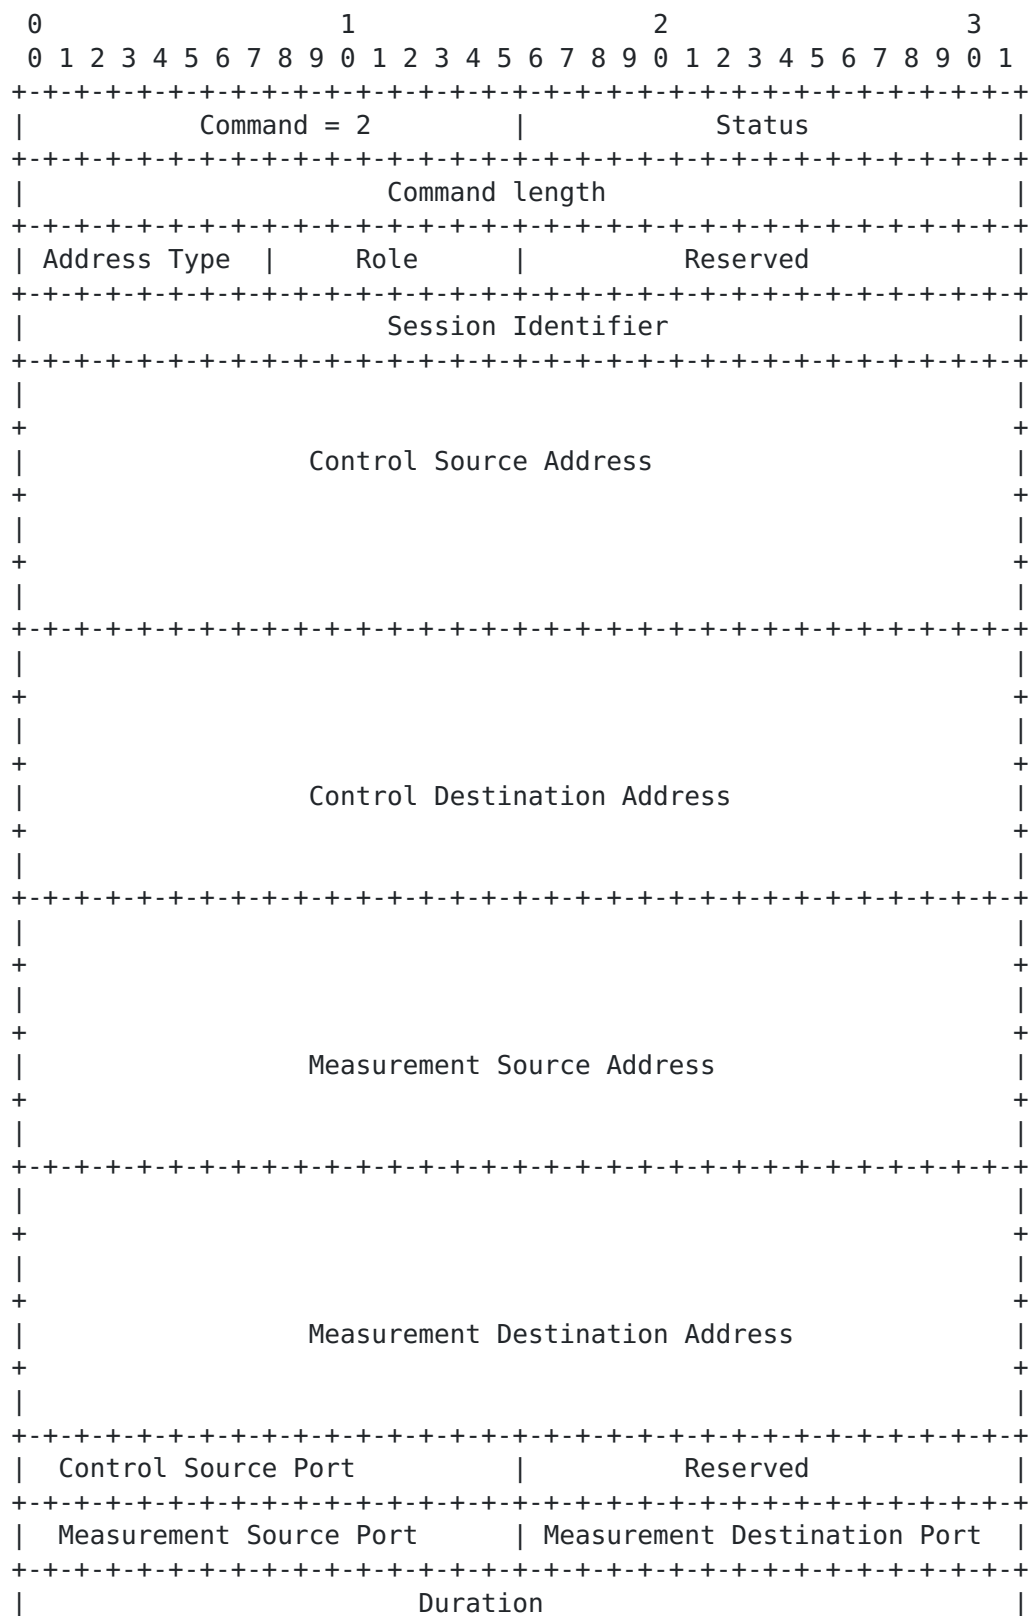 0                   1                   2                   3
 0 1 2 3 4 5 6 7 8 9 0 1 2 3 4 5 6 7 8 9 0 1 2 3 4 5 6 7 8 9 0 1
+-+-+-+-+-+-+-+-+-+-+-+-+-+-+-+-+-+-+-+-+-+-+-+-+-+-+-+-+-+-+-+-+
|           Command = 2         |            Status             |
+-+-+-+-+-+-+-+-+-+-+-+-+-+-+-+-+-+-+-+-+-+-+-+-+-+-+-+-+-+-+-+-+
|                       Command length                          |
+-+-+-+-+-+-+-+-+-+-+-+-+-+-+-+-+-+-+-+-+-+-+-+-+-+-+-+-+-+-+-+-+
| Address Type  |     Role      |          Reserved             |
+-+-+-+-+-+-+-+-+-+-+-+-+-+-+-+-+-+-+-+-+-+-+-+-+-+-+-+-+-+-+-+-+
|                       Session Identifier                      |
+-+-+-+-+-+-+-+-+-+-+-+-+-+-+-+-+-+-+-+-+-+-+-+-+-+-+-+-+-+-+-+-+
|                                                               |
+                                                               +
|                  Control Source Address                       |
+                                                               +
|                                                               |
+                                                               +
|                                                               |
+-+-+-+-+-+-+-+-+-+-+-+-+-+-+-+-+-+-+-+-+-+-+-+-+-+-+-+-+-+-+-+-+
|                                                               |
+                                                               +
|                                                               |
+                                                               +
|                  Control Destination Address                  |
+                                                               +
|                                                               |
+-+-+-+-+-+-+-+-+-+-+-+-+-+-+-+-+-+-+-+-+-+-+-+-+-+-+-+-+-+-+-+-+
|                                                               |
+                                                               +
|                                                               |
+                                                               +
|                  Measurement Source Address                   |
+                                                               +
|                                                               |
+-+-+-+-+-+-+-+-+-+-+-+-+-+-+-+-+-+-+-+-+-+-+-+-+-+-+-+-+-+-+-+-+
|                                                               |
+                                                               +
|                                                               |
+                                                               +
|                  Measurement Destination Address              |
+                                                               +
|                                                               |
+-+-+-+-+-+-+-+-+-+-+-+-+-+-+-+-+-+-+-+-+-+-+-+-+-+-+-+-+-+-+-+-+
|  Control Source Port          |          Reserved             |
+-+-+-+-+-+-+-+-+-+-+-+-+-+-+-+-+-+-+-+-+-+-+-+-+-+-+-+-+-+-+-+-+
|  Measurement Source Port      | Measurement Destination Port  |
+-+-+-+-+-+-+-+-+-+-+-+-+-+-+-+-+-+-+-+-+-+-+-+-+-+-+-+-+-+-+-+-+
|                         Duration                              |